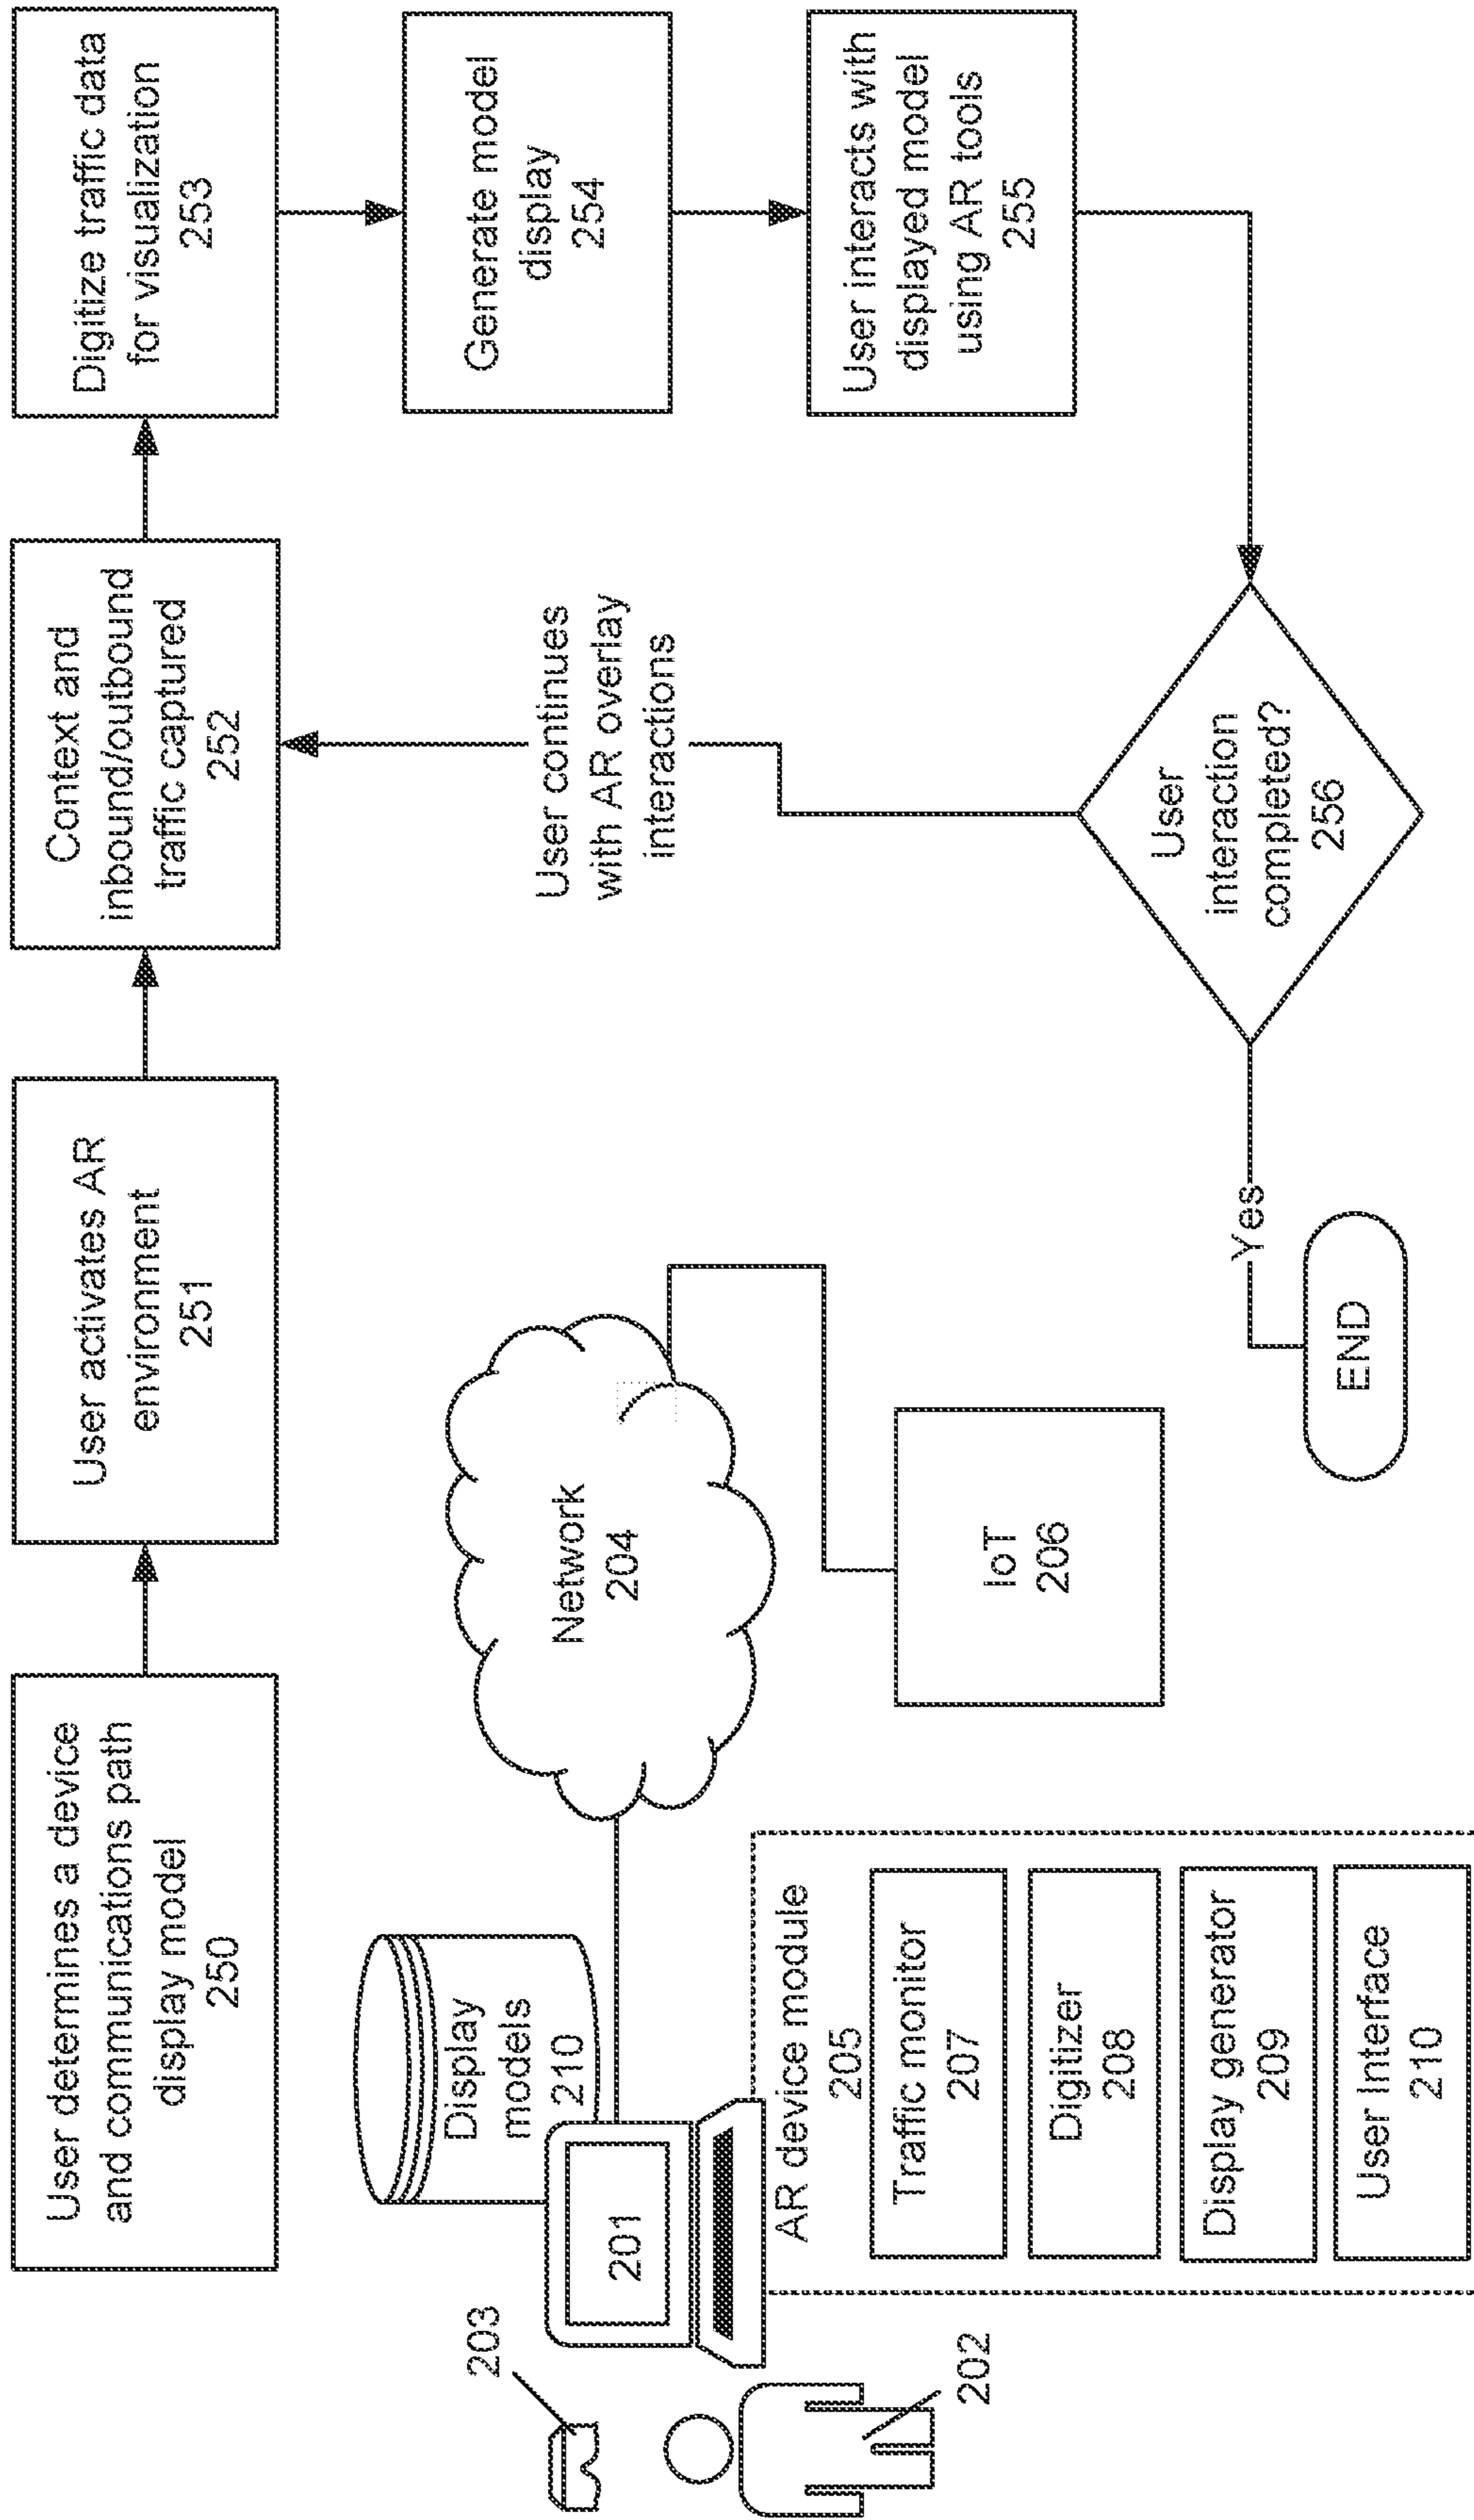 User determines a device
and communications path
display model
250
User activates AR
environment
251
Context and
inbound/outbound
traffic captured
252
Digitize traffic data
for visualization
253
Generate model
display
254
User interacts with
displayed model
using AR tools
255
User continues
with AR overlay
interactions
User
interaction
completed?
256
Yes
END
203
202
201
Display
models
210
Network
204
IoT
206
AR device module
205
Traffic monitor
207
Digitizer
208
Display generator
209
User Interface
210